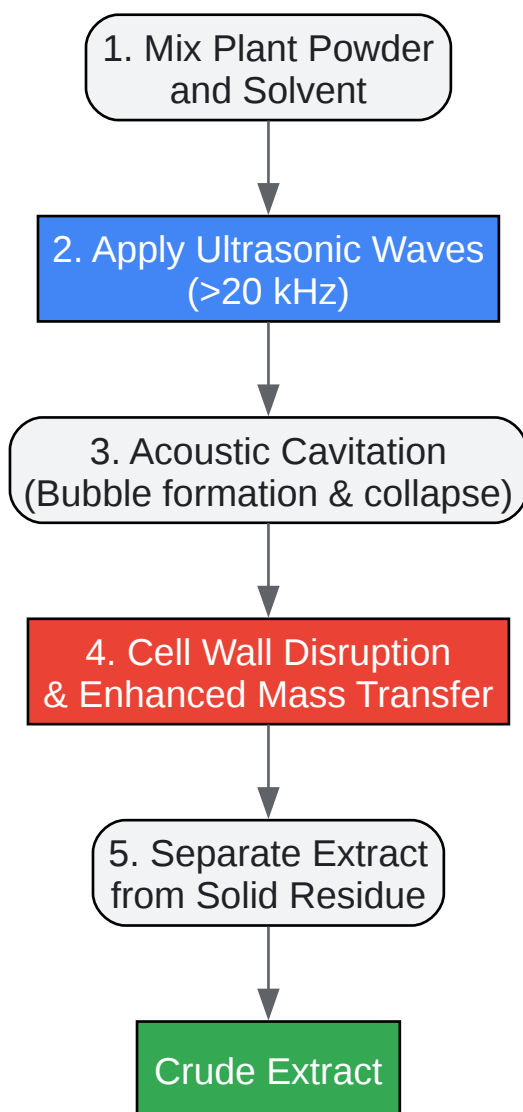 1. Mix Plant Powder
and Solvent
2. Apply Ultrasonic Waves
(>20 kHz)
3. Acoustic Cavitation
(Bubble formation & collapse)
4. Cell Wall Disruption
& Enhanced Mass Transfer
5. Separate Extract
from Solid Residue
Crude Extract